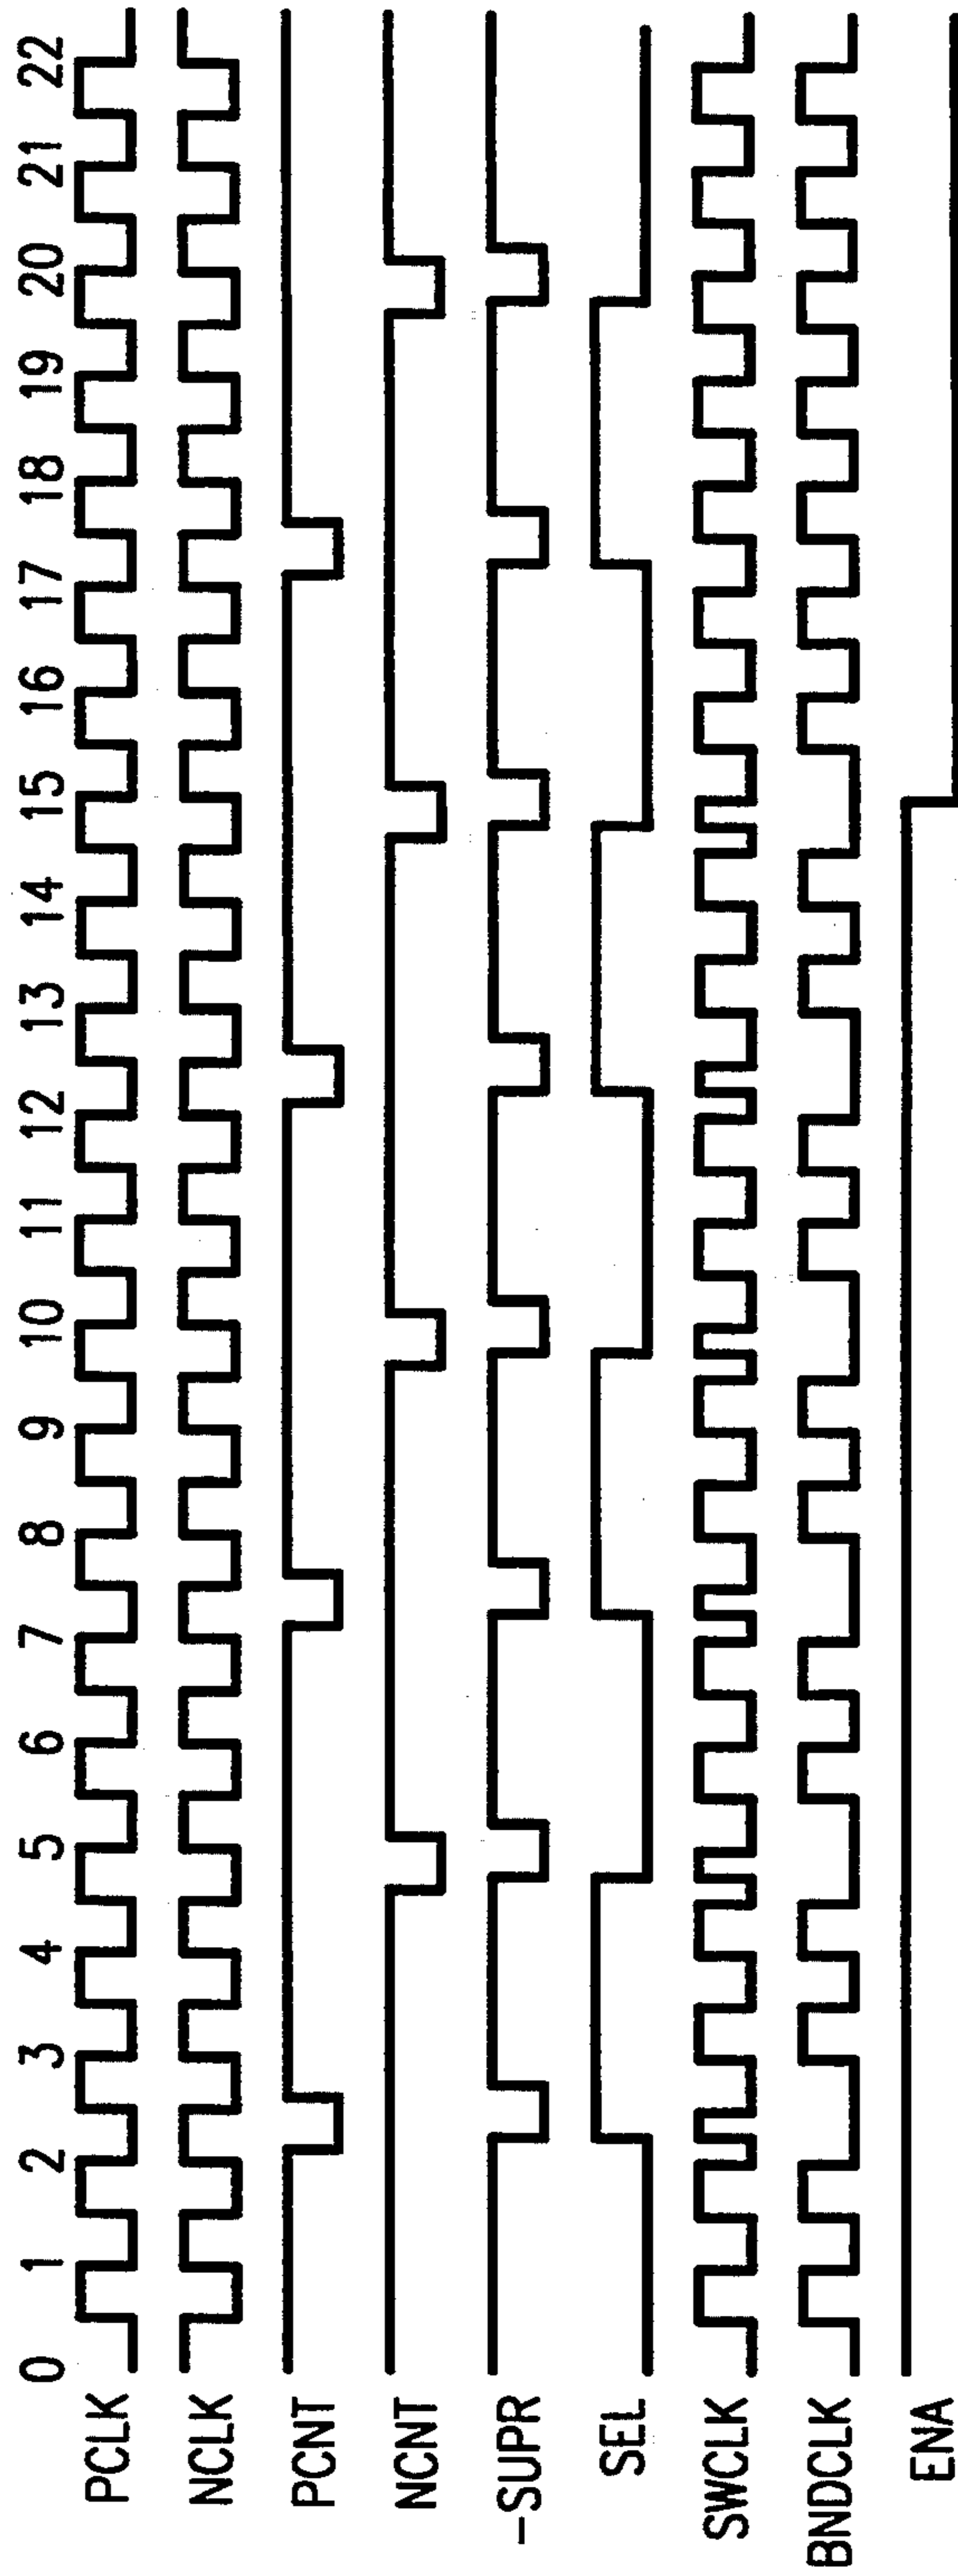 0 1 2 3 4 5 6 7 8 9 10 11 12 13 14 15 16 17 18 19 20 21 22
PCLK
NCLK
PCNT
NCNT
-SUPR
SEL
SWCLK
BNDCLK
ENA